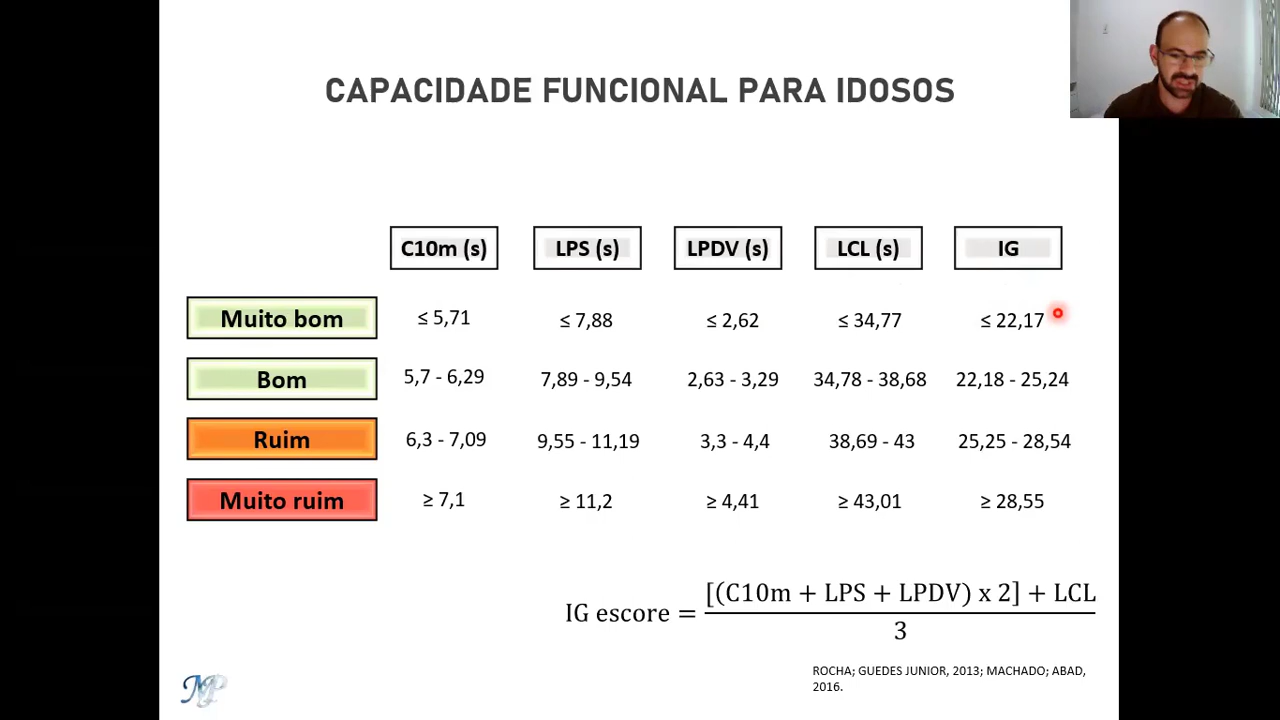 CAPACIDADE FUNCIONAL PARA IDOSOS
C10m (s) LPS (s) LPDV (s) LCL (s) IG
Muito bom ≤ 5,71 ≤ 7,88 ≤ 2,62 ≤ 34,77 ≤ 22,17
Bom 5,7 - 6,29 7,89 - 9,54 2,63 - 3,29 34,78 - 38,68 22,18 - 25,24
Ruim 6,3 - 7,09 9,55 - 11,19 3,3 - 4,4 38,69 - 43 25,25 - 28,54
Muito ruim ≥ 7,1 ≥ 11,2 ≥ 4,41 ≥ 43,01 ≥ 28,55
[(C10m + LPS + LPDV) x 2] + LCL
IG escore =
3
ROCHA; GUEDES JUNIOR, 2013; MACHADO; ABAD,
2016.
MP